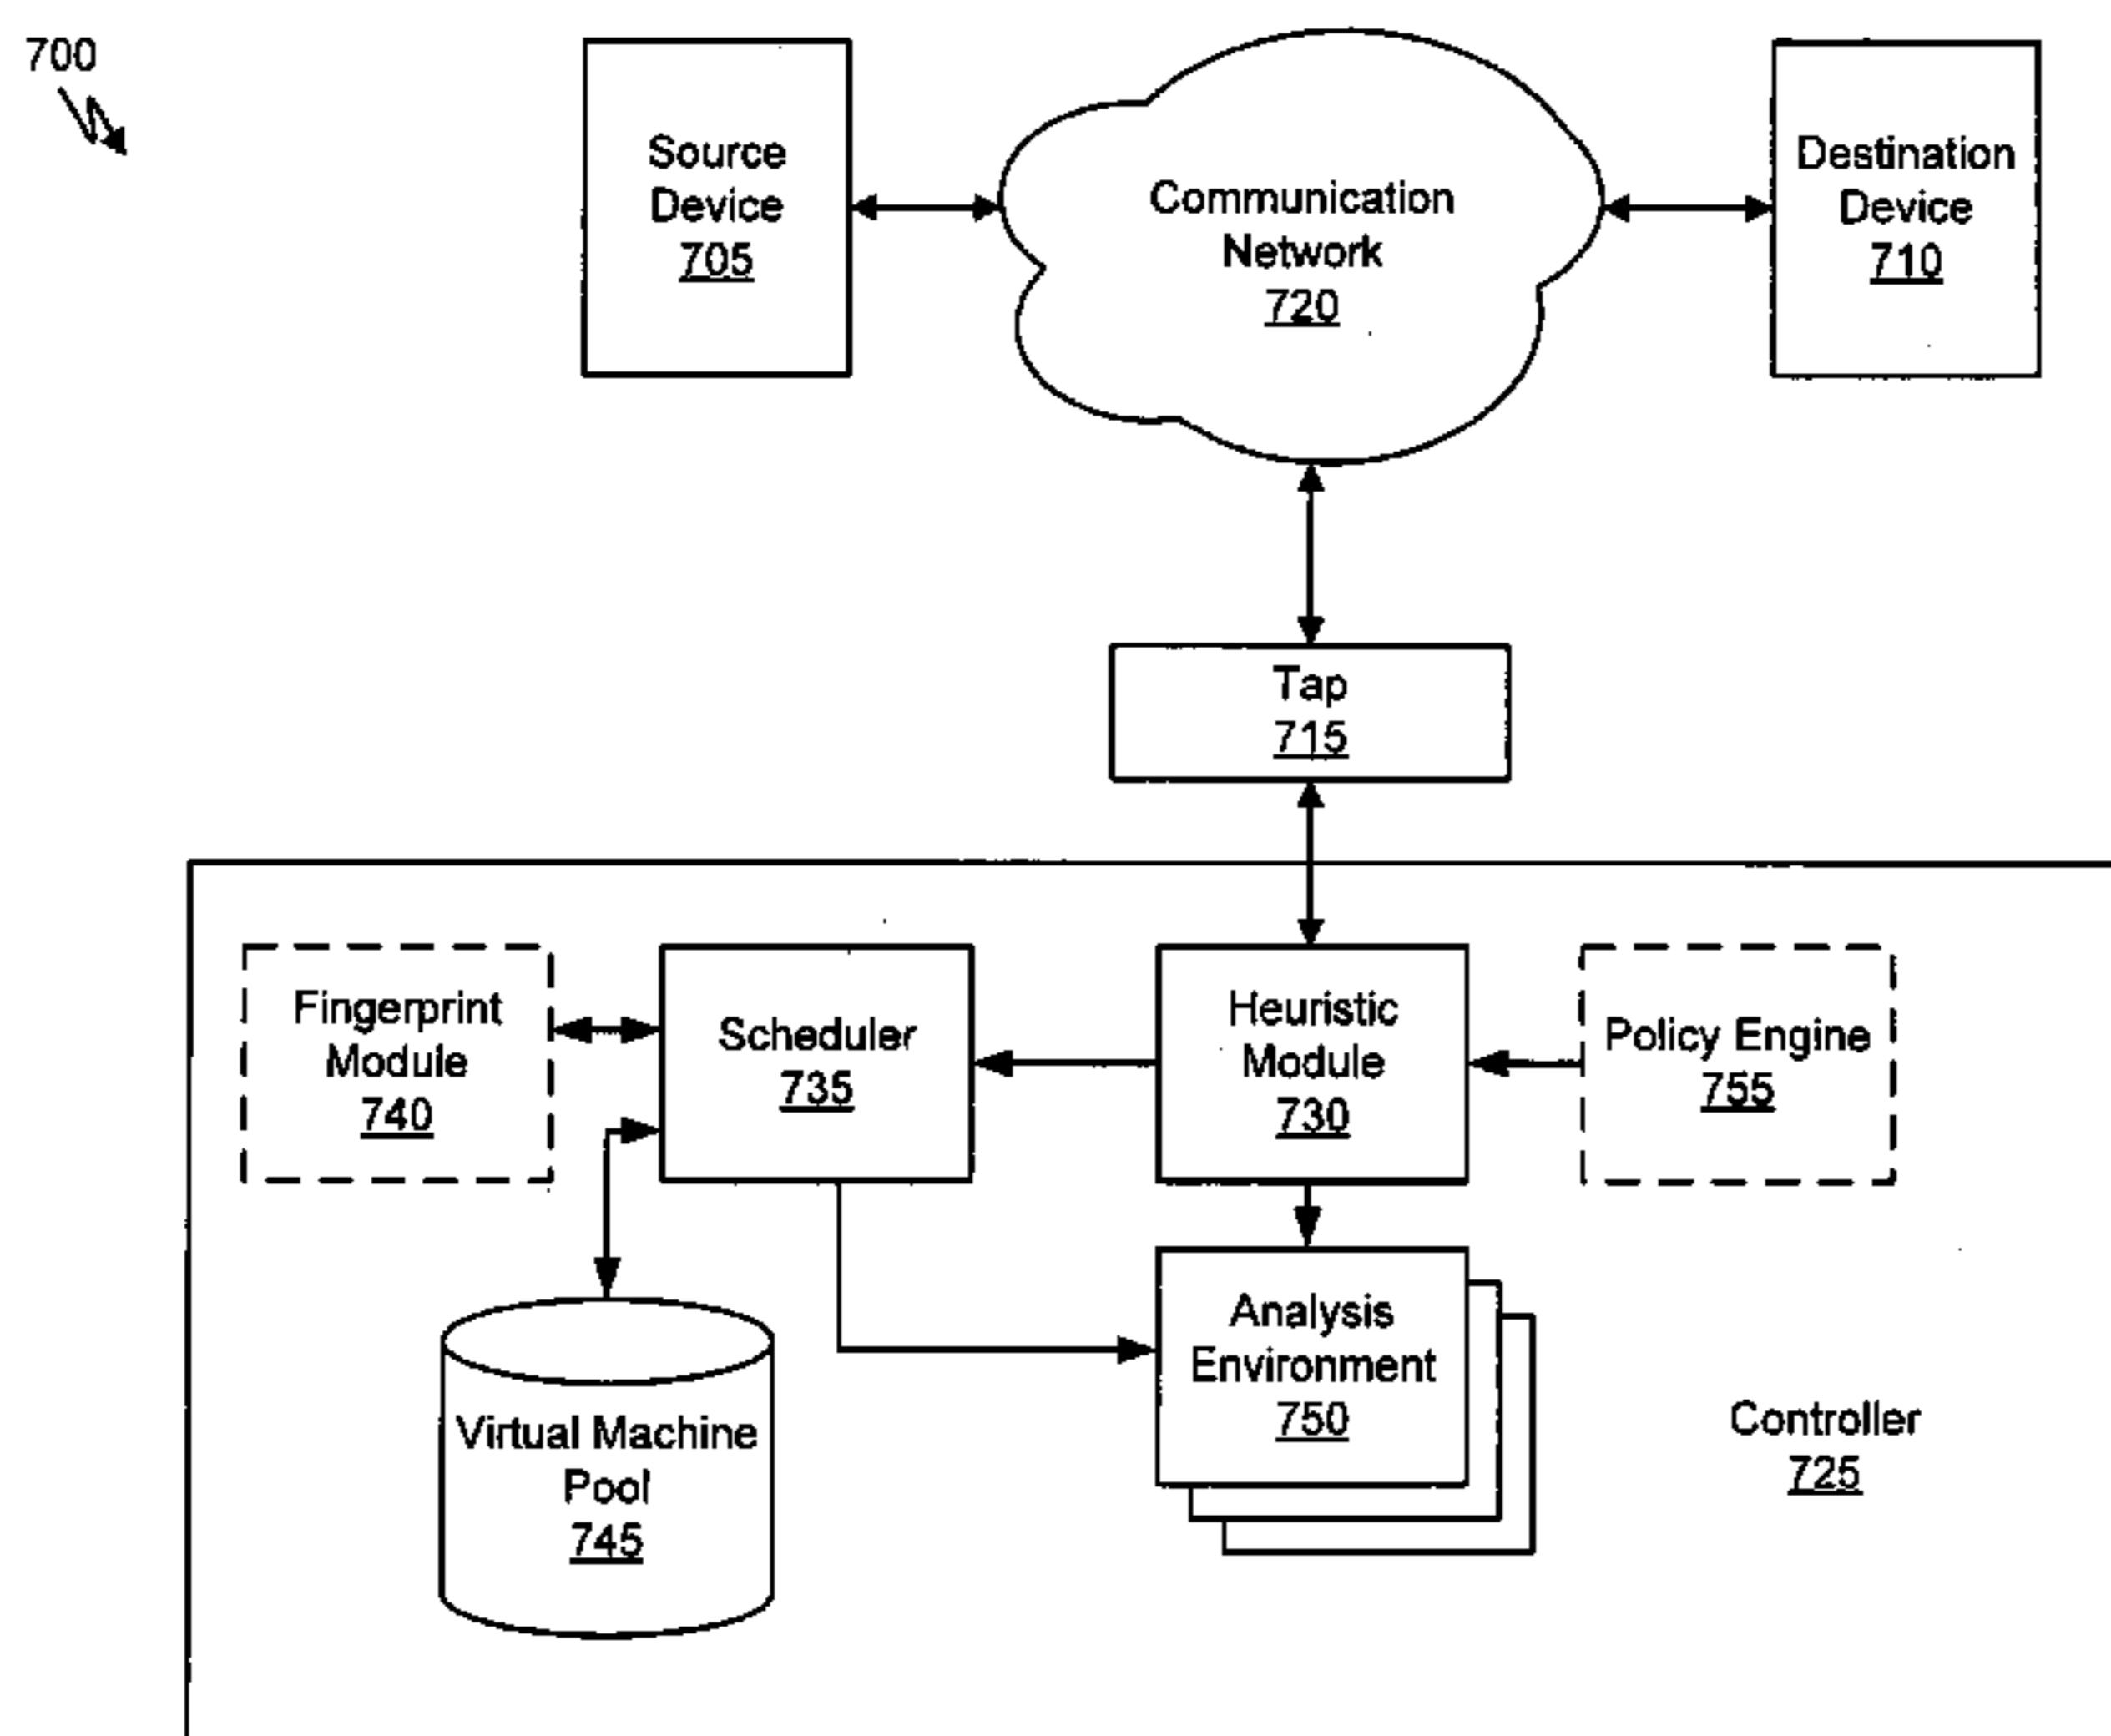 700
Source
Device
705
Communication
Network
720
Destination
Device
710
Tap
715
Fingerprint
Module
740
Scheduler
735
Heuristic
Module
730
Policy Engine
755
Virtual Machine
Pool
745
Analysis
Environment
750
Controller
725